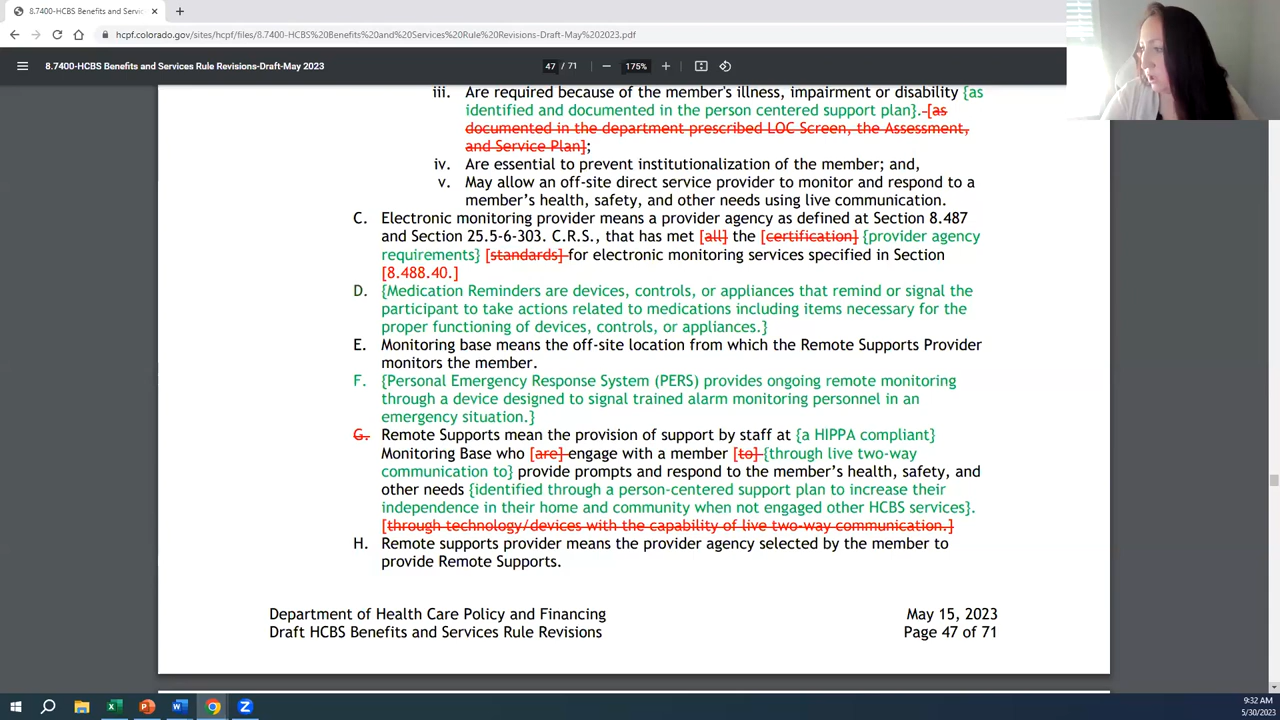 8.7400-HCBS Benefits and Servic
hcpf.colorado.gov/sites/hcpf/files/8.7400-HCBS%20Benefits%20and%20Services%20Rule%20Revisions-Draft-May%202023.pdf
8.7400-HCBS Benefits and Services Rule Revisions-Draft-May 2023
47 / 71
175%
iii. Are required because of the member's illness, impairment or disability {as
identified and documented in the person centered support plan}. [as
documented in the department prescribed LOC Screen, the Assessment,
and Service Plan];
iv. Are essential to prevent institutionalization of the member; and,
v. May allow an off-site direct service provider to monitor and respond to a
member’s health, safety, and other needs using live communication.
C. Electronic monitoring provider means a provider agency as defined at Section 8.487
and Section 25.5-6-303. C.R.S., that has met [all] the [certification] {provider agency
requirements} [standards] for electronic monitoring services specified in Section
[8.488.40.]
D. {Medication Reminders are devices, controls, or appliances that remind or signal the
participant to take actions related to medications including items necessary for the
proper functioning of devices, controls, or appliances.}
E. Monitoring base means the off-site location from which the Remote Supports Provider
monitors the member.
F. {Personal Emergency Response System (PERS) provides ongoing remote monitoring
through a device designed to signal trained alarm monitoring personnel in an
emergency situation.}
G. Remote Supports mean the provision of support by staff at {a HIPPA compliant}
Monitoring Base who [are] engage with a member [to] {through live two-way
communication to} provide prompts and respond to the member’s health, safety, and
other needs {identified through a person-centered support plan to increase their
independence in their home and community when not engaged other HCBS services}.
[through technology/devices with the capability of live two-way communication.]
H. Remote supports provider means the provider agency selected by the member to
provide Remote Supports.
Department of Health Care Policy and Financing
May 15, 2023
Draft HCBS Benefits and Services Rule Revisions
Page 47 of 71
9:32 AM
5/30/2023